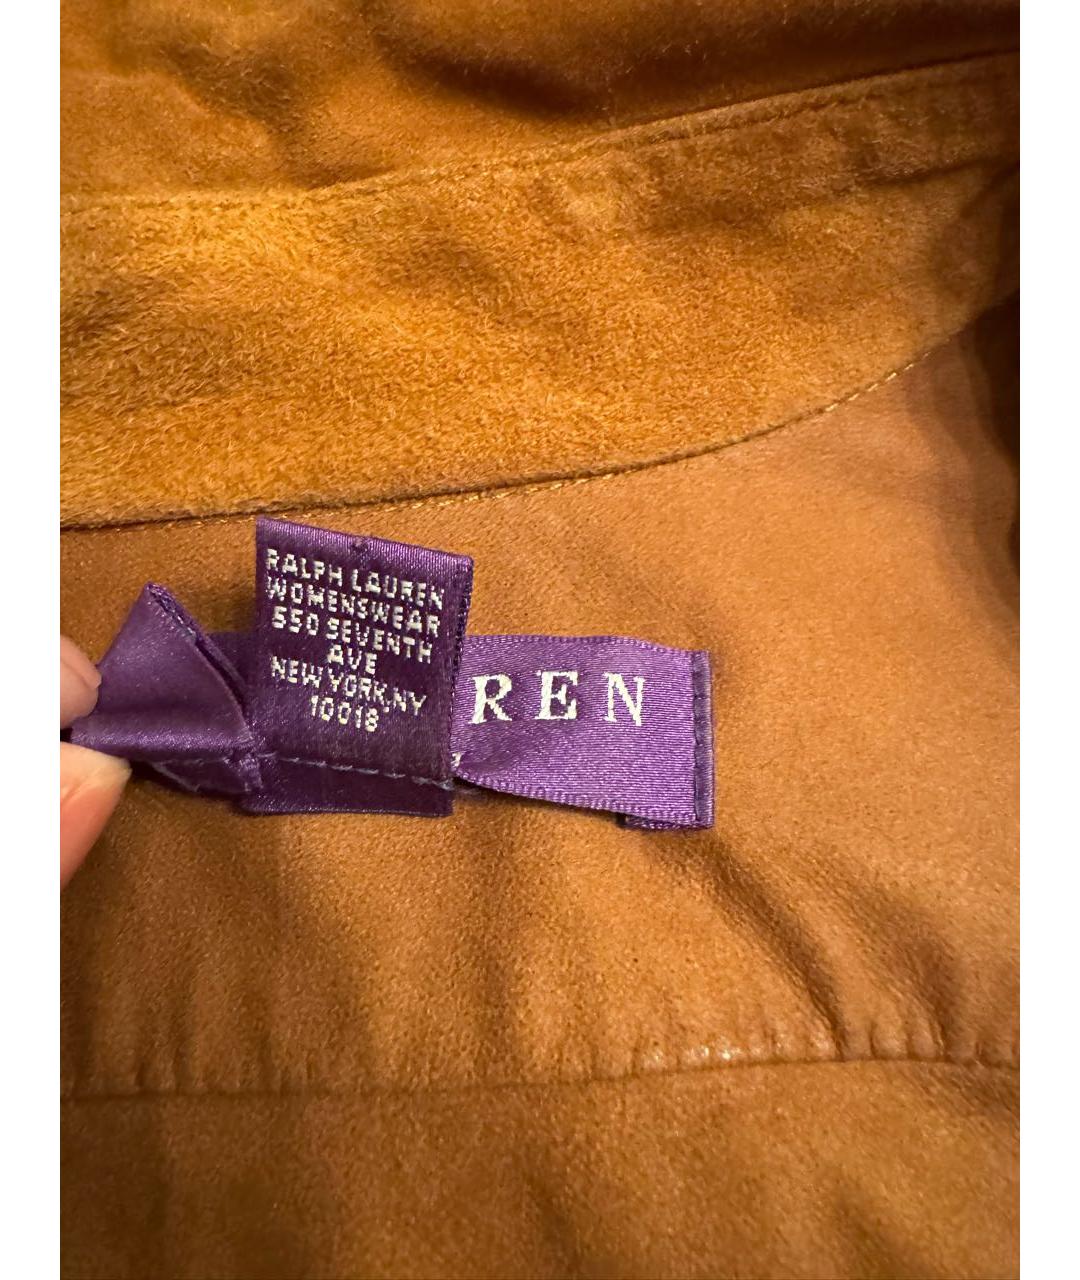 RALPH LAUREN
WOMENSWEAR
550 SEVENTH
AVE
NEW YORK,NY
10018
REN